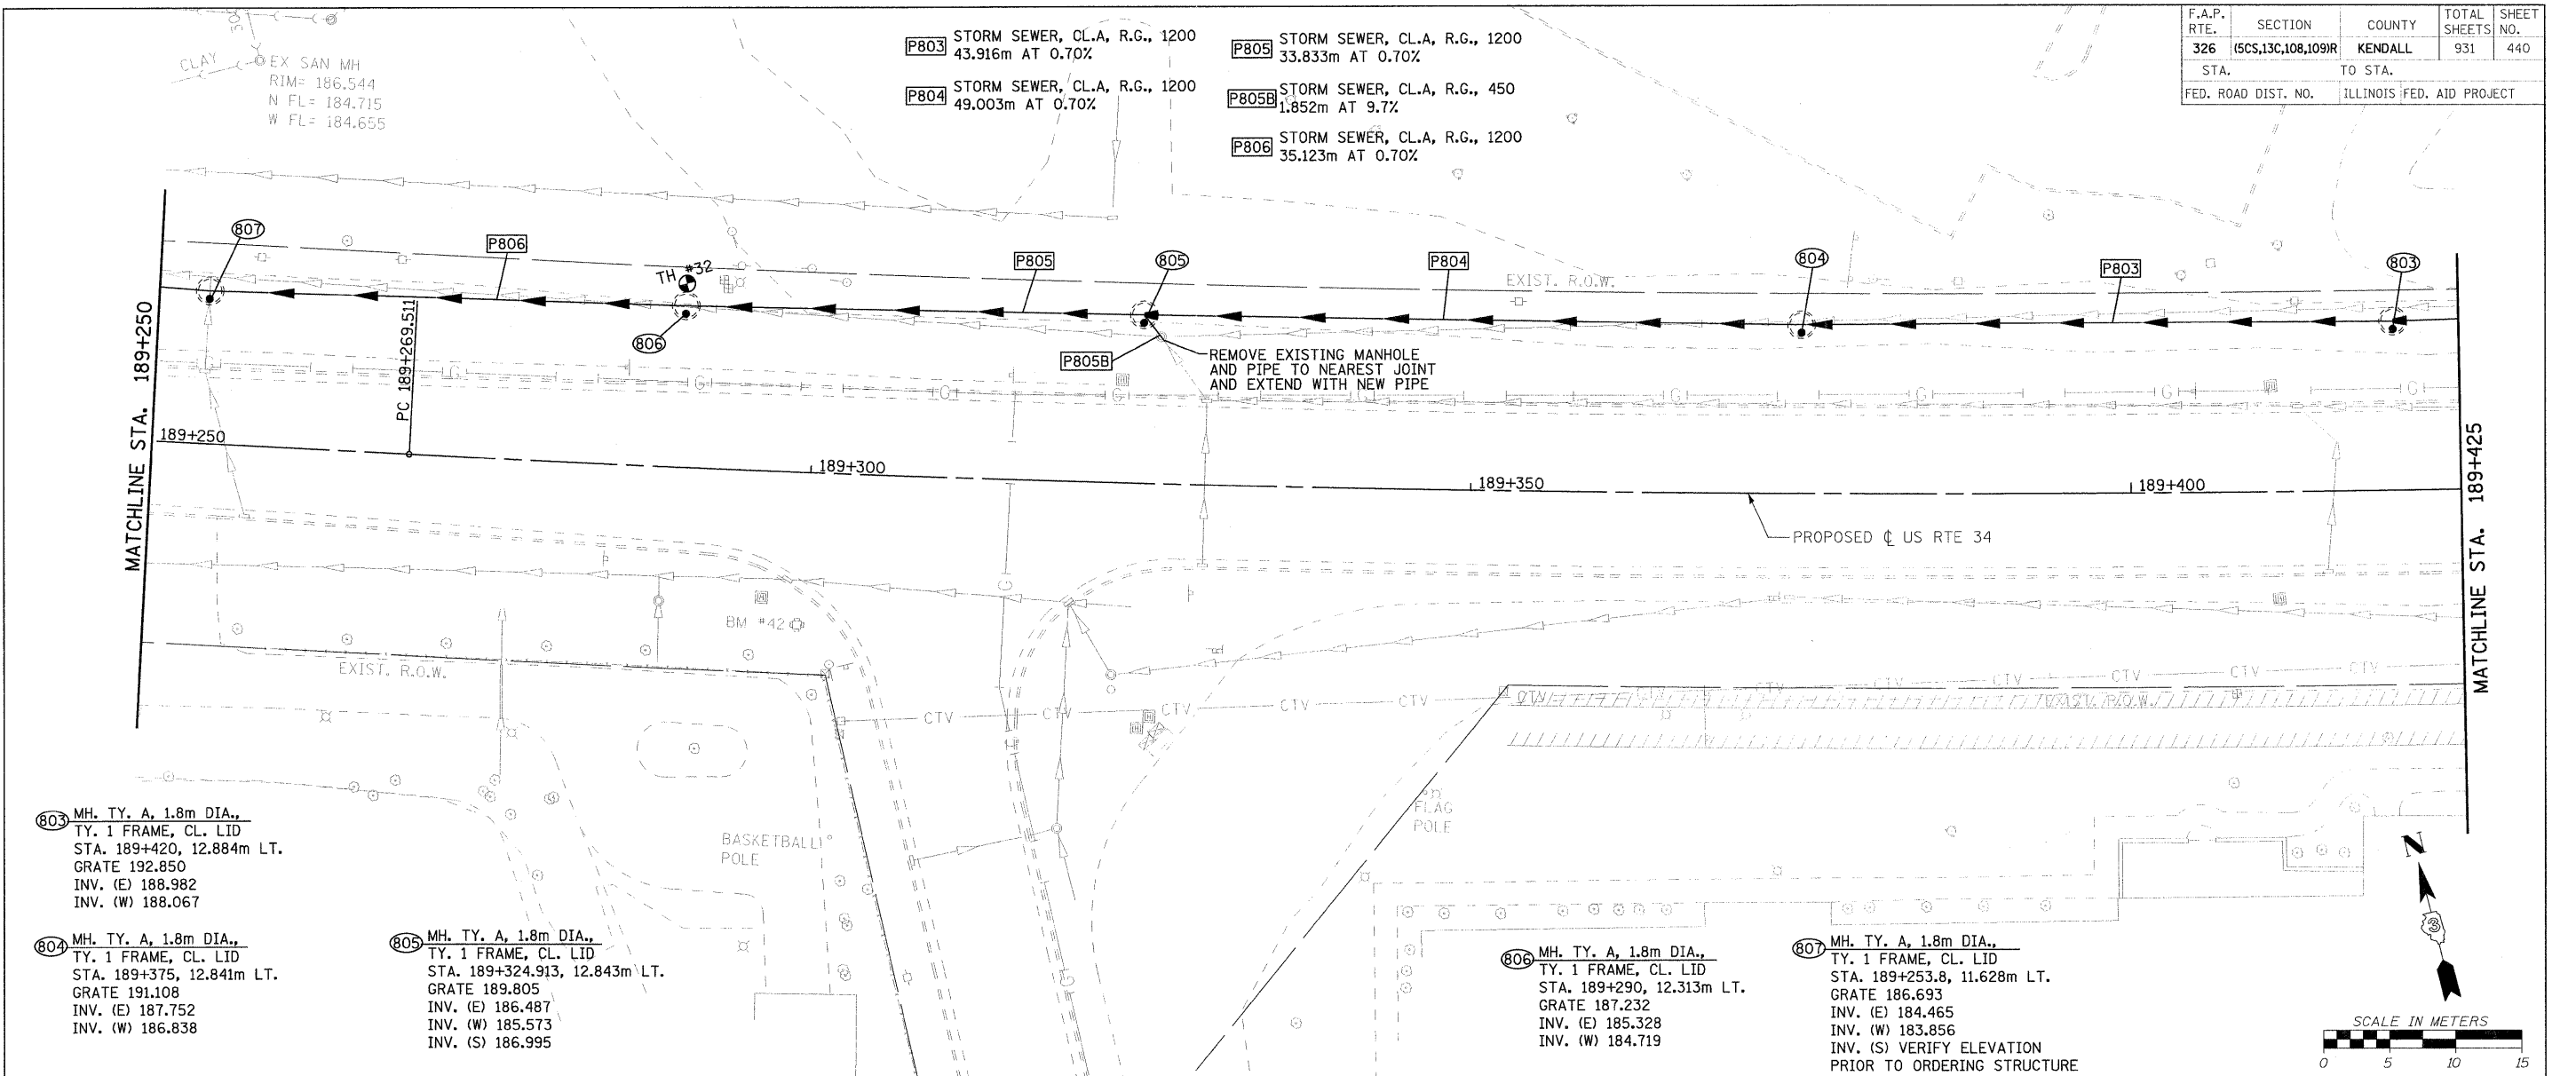 F.A.P. RTE. SECTION COUNTY TOTAL SHEETS SHEET NO.
326 (5CS,13C,108,109)R KENDALL 931 440
STA. TO STA.
FED. ROAD DIST. NO. ILLINOIS FED. AID PROJECT
P803 STORM SEWER, CL.A, R.G., 1200
43.916m AT 0.70%
P804 STORM SEWER, CL.A, R.G., 1200
49.003m AT 0.70%
P805 STORM SEWER, CL.A, R.G., 1200
33.833m AT 0.70%
P805B STORM SEWER, CL.A, R.G., 450
1.852m AT 9.7%
P806 STORM SEWER, CL.A, R.G., 1200
35.123m AT 0.70%
CLAY
EX SAN MH
RIM= 186.544
N FL= 184.715
W FL= 184.655
807
P806
TH #32
806
P805
805
P804
EXIST. R.O.W.
804
P803
803
P805B
REMOVE EXISTING MANHOLE
AND PIPE TO NEAREST JOINT
AND EXTEND WITH NEW PIPE
MATCHLINE STA. 189+250
PC 189+269.511
G
G
G
G
G
G
G
G
G
189+250
189+300
189+350
189+400
MATCHLINE STA. 189+425
PROPOSED ℄ US RTE 34
G
BM #42
EXIST. R.O.W.
CTV
CTV
CTV
CTV
CTV
CTV
CTV
CTV
CTV
CTV
CTV
CTV
EXIST. R.O.W.
G
G
BASKETBALL
POLE
FLAG
POLE
803 MH. TY. A, 1.8m DIA.,
TY. 1 FRAME, CL. LID
STA. 189+420, 12.884m LT.
GRATE 192.850
INV. (E) 188.982
INV. (W) 188.067
804 MH. TY. A, 1.8m DIA.,
TY. 1 FRAME, CL. LID
STA. 189+375, 12.841m LT.
GRATE 191.108
INV. (E) 187.752
INV. (W) 186.838
805 MH. TY. A, 1.8m DIA.,
TY. 1 FRAME, CL. LID
STA. 189+324.913, 12.843m LT.
GRATE 189.805
INV. (E) 186.487
INV. (W) 185.573
INV. (S) 186.995
806 MH. TY. A, 1.8m DIA.,
TY. 1 FRAME, CL. LID
STA. 189+290, 12.313m LT.
GRATE 187.232
INV. (E) 185.328
INV. (W) 184.719
807 MH. TY. A, 1.8m DIA.,
TY. 1 FRAME, CL. LID
STA. 189+253.8, 11.628m LT.
GRATE 186.693
INV. (E) 184.465
INV. (W) 183.856
INV. (S) VERIFY ELEVATION
PRIOR TO ORDERING STRUCTURE
N
3
SCALE IN METERS
0 5 10 15